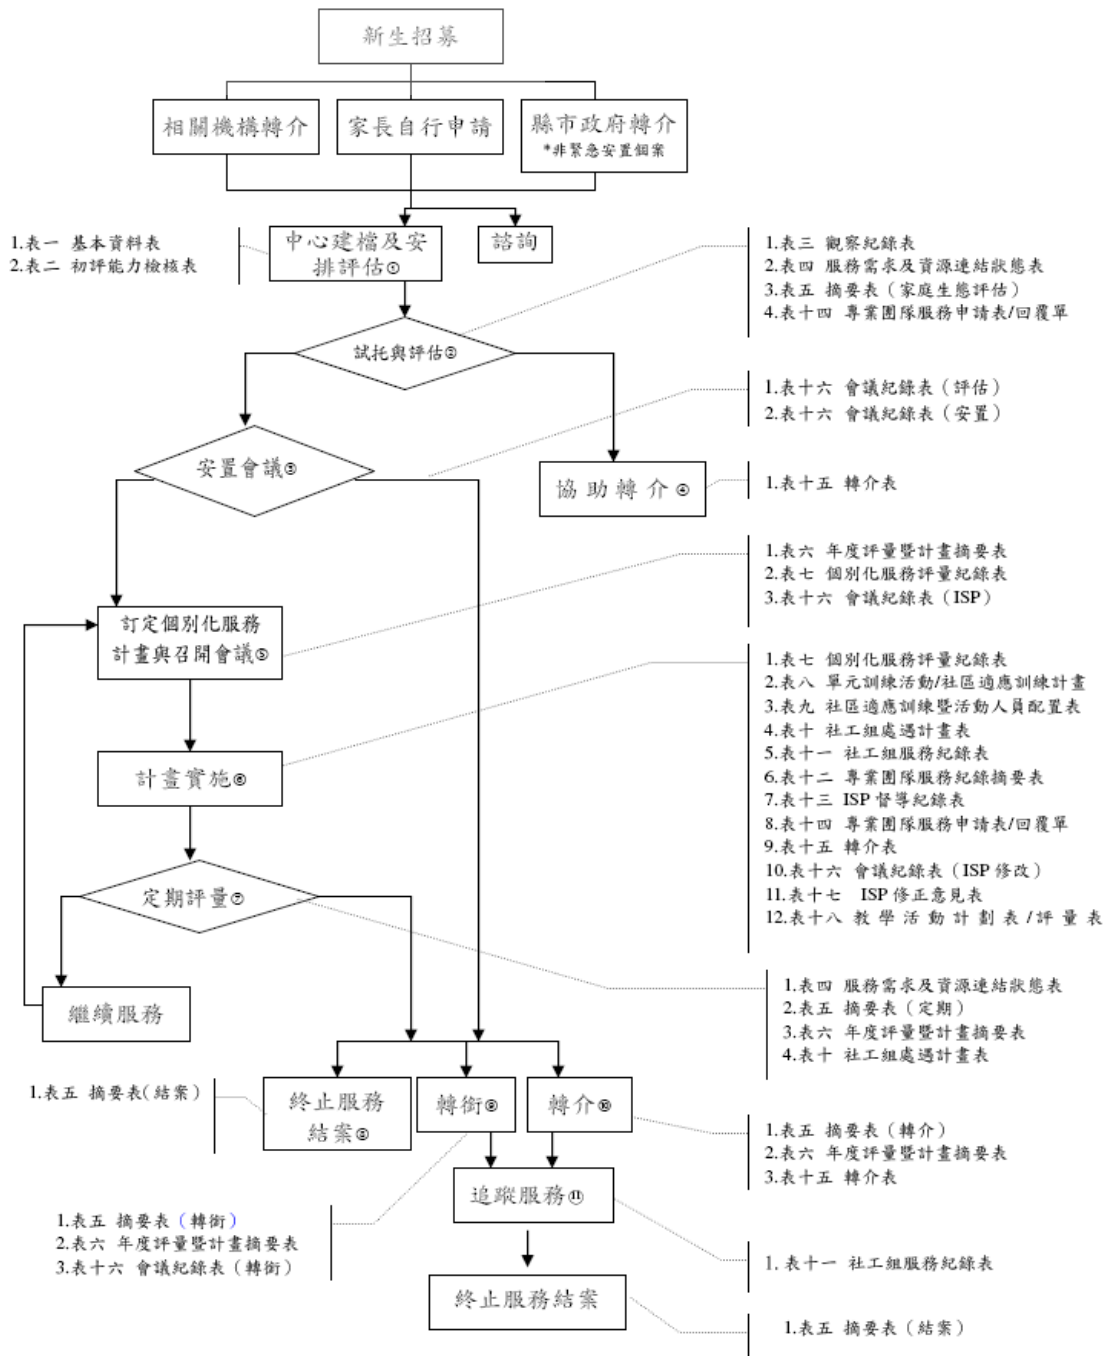 新生招募
相關機構轉介
家長自行申請
縣市政府轉介
*非緊急安置個案
1.表一 基本資料表
2.表二 初評能力檢核表
中心建檔及安
排評估①
諮詢
1.表三 觀察紀錄表
2.表四 服務需求及資源連結狀態表
3.表五 摘要表（家庭生態評估）
4.表十四 專業團隊服務申請表/回覆單
試托與評估②
1.表十六 會議紀錄表（評估）
2.表十六 會議紀錄表（安置）
安置會議③
協助轉介④
1.表十五 轉介表
1.表六 年度評量暨計畫摘要表
2.表七 個別化服務評量紀錄表
3.表十六 會議紀錄表（ISP）
訂定個別化服務
計畫與召開會議⑤
1.表七 個別化服務評量紀錄表
2.表八 單元訓練活動/社區適應訓練計畫
3.表九 社區適應訓練暨活動人員配置表
4.表十 社工組處遇計畫表
5.表十一 社工組服務紀錄表
6.表十二 專業團隊服務紀錄摘要表
7.表十三 ISP 督導紀錄表
8.表十四 專業團隊服務申請表/回覆單
9.表十五 轉介表
10.表十六 會議紀錄表（ISP 修改）
11.表十七 ISP 修正意見表
12.表十八 教學活動計劃表/評量表
計畫實施⑥
定期評量⑦
繼續服務
1.表四 服務需求及資源連結狀態表
2.表五 摘要表（定期）
3.表六 年度評量暨計畫摘要表
4.表十 社工組處遇計畫表
1.表五 摘要表(結案）
終止服務
結案⑧
轉銜⑨
轉介⑩
1.表五 摘要表（轉介）
2.表六 年度評量暨計畫摘要表
3.表十五 轉介表
追蹤服務⑪
1.表五 摘要表（轉銜）
2.表六 年度評量暨計畫摘要表
3.表十六 會議紀錄表（轉銜）
1.表十一 社工組服務紀錄表
終止服務結案
1.表五 摘要表（結案）